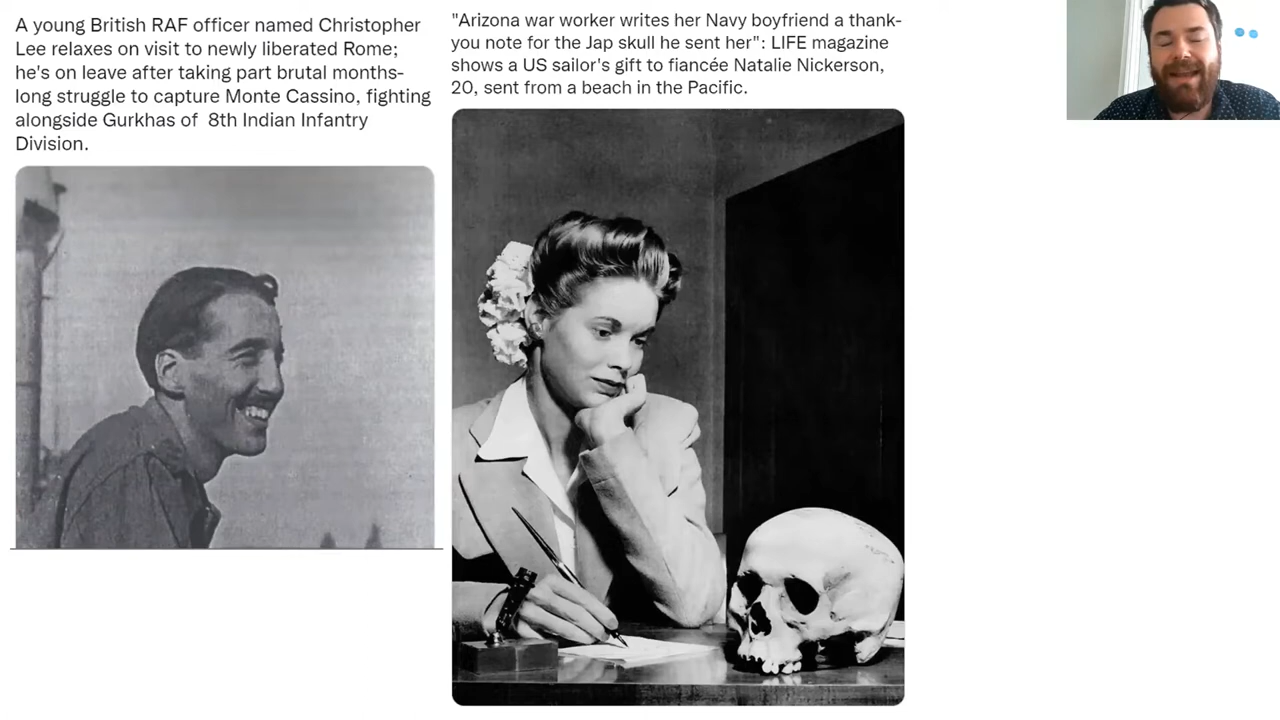 A young British RAF officer named Christopher
Lee relaxes on visit to newly liberated Rome;
he's on leave after taking part brutal months-
long struggle to capture Monte Cassino, fighting
alongside Gurkhas of 8th Indian Infantry
Division.
"Arizona war worker writes her Navy boyfriend a thank-
you note for the Jap skull he sent her": LIFE magazine
shows a US sailor's gift to fiancée Natalie Nickerson,
20, sent from a beach in the Pacific.